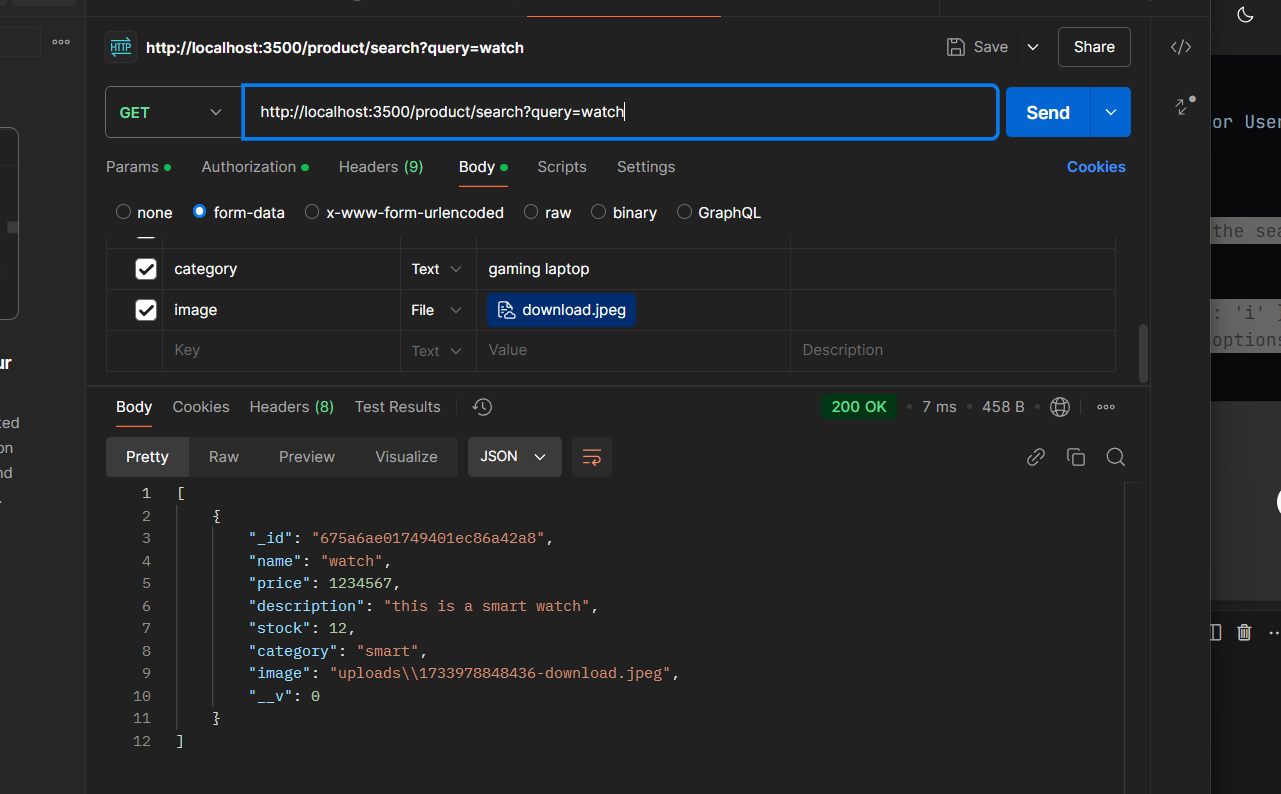 HTTP http://localhost:3500/product/search?query=watch Save Share
GET http://localhost:3500/product/search?query=watch Send
or User
Params Authorization Headers (9) Body Scripts Settings Cookies
none form-data x-www-form-urlencoded raw binary GraphQL
the sea
category Text gaming laptop
image File download.jpeg
: 'i' }
options
Key Text Value Description
ur
Body Cookies Headers (8) Test Results 200 OK 7 ms 458 B
ted
on
nd
.
Pretty Raw Preview Visualize JSON
1 [
2 {
3 "_id": "675a6ae01749401ec86a42a8",
4 "name": "watch",
5 "price": 1234567,
6 "description": "this is a smart watch",
7 "stock": 12,
8 "category": "smart",
9 "image": "uploads\\1733978848436-download.jpeg",
10 "__v": 0
11 }
12 ]